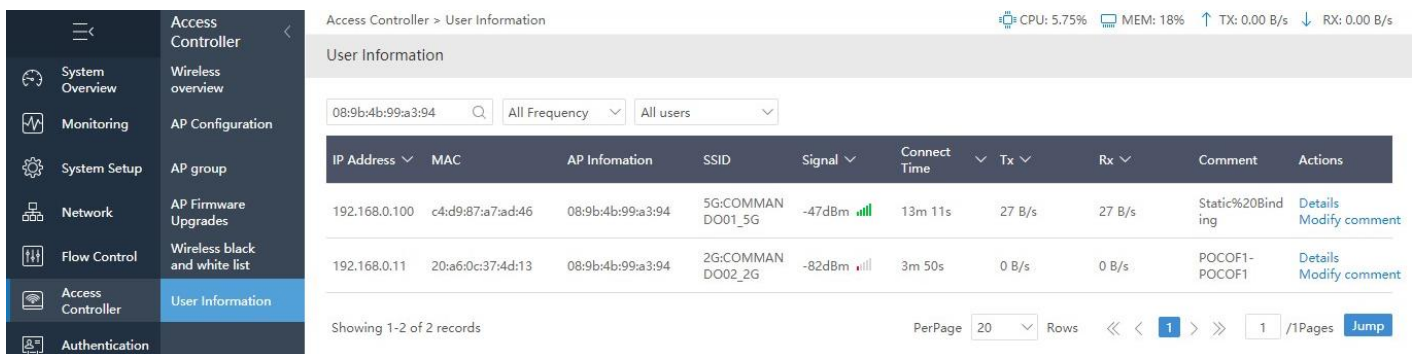 Access
Controller
System
Overview
Monitoring
System Setup
Network
Flow Control
Access
Controller
Authentication
Wireless
overview
AP Configuration
AP group
AP Firmware
Upgrades
Wireless black
and white list
User Information
Access Controller > User Information
CPU: 5.75% MEM: 18% TX: 0.00 B/s RX: 0.00 B/s
User Information
08:9b:4b:99:a3:94 All Frequency All users
IP Address MAC AP Infomation SSID Signal Connect Time Tx Rx Comment Actions
192.168.0.100 c4:d9:87:a7:ad:46 08:9b:4b:99:a3:94 5G:COMMAN -47dBm 13m 11s 27 B/s 27 B/s Static%20Bind Details
DO01_5G ing Modify comment
192.168.0.11 20:a6:0c:37:4d:13 08:9b:4b:99:a3:94 2G:COMMAN -82dBm 3m 50s 0 B/s 0 B/s POCOF1- Details
DO02_2G POCOF1 Modify comment
Showing 1-2 of 2 records PerPage 20 Rows 1 1 /1Pages Jump